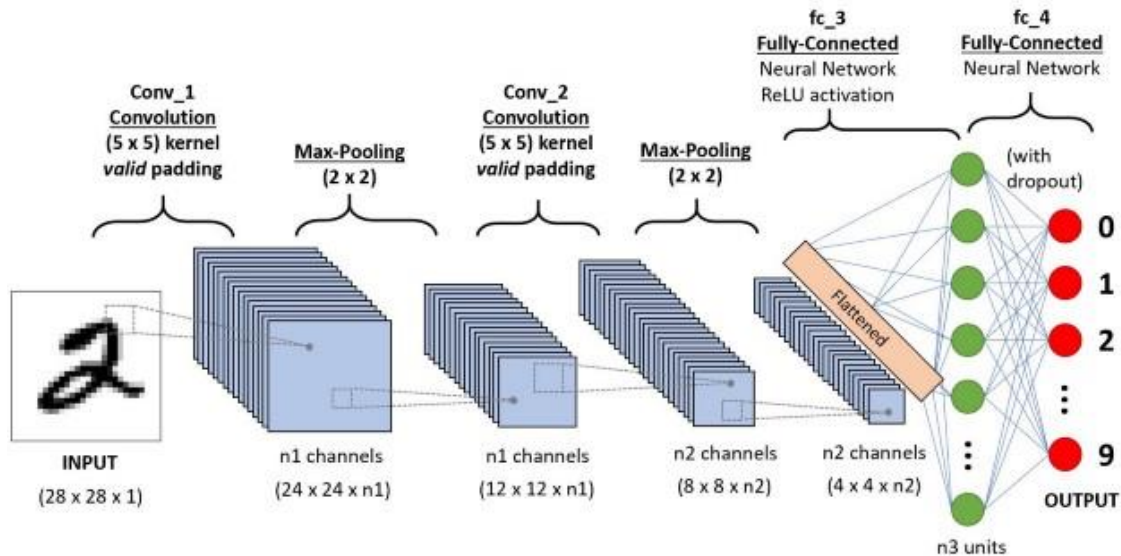 fc_3
Fully-Connected
Neural Network
ReLU activation
fc_4
Fully-Connected
Neural Network
Conv_1
Convolution
(5 x 5) kernel
valid padding
Max-Pooling
(2 x 2)
Conv_2
Convolution
(5 x 5) kernel
valid padding
Max-Pooling
(2 x 2)
(with
dropout)
Flattened
0
1
2
9
INPUT
(28 x 28 x 1)
n1 channels
(24 x 24 x n1)
n1 channels
(12 x 12 x n1)
n2 channels
(8 x 8 x n2)
n2 channels
(4 x 4 x n2)
OUTPUT
n3 units
2